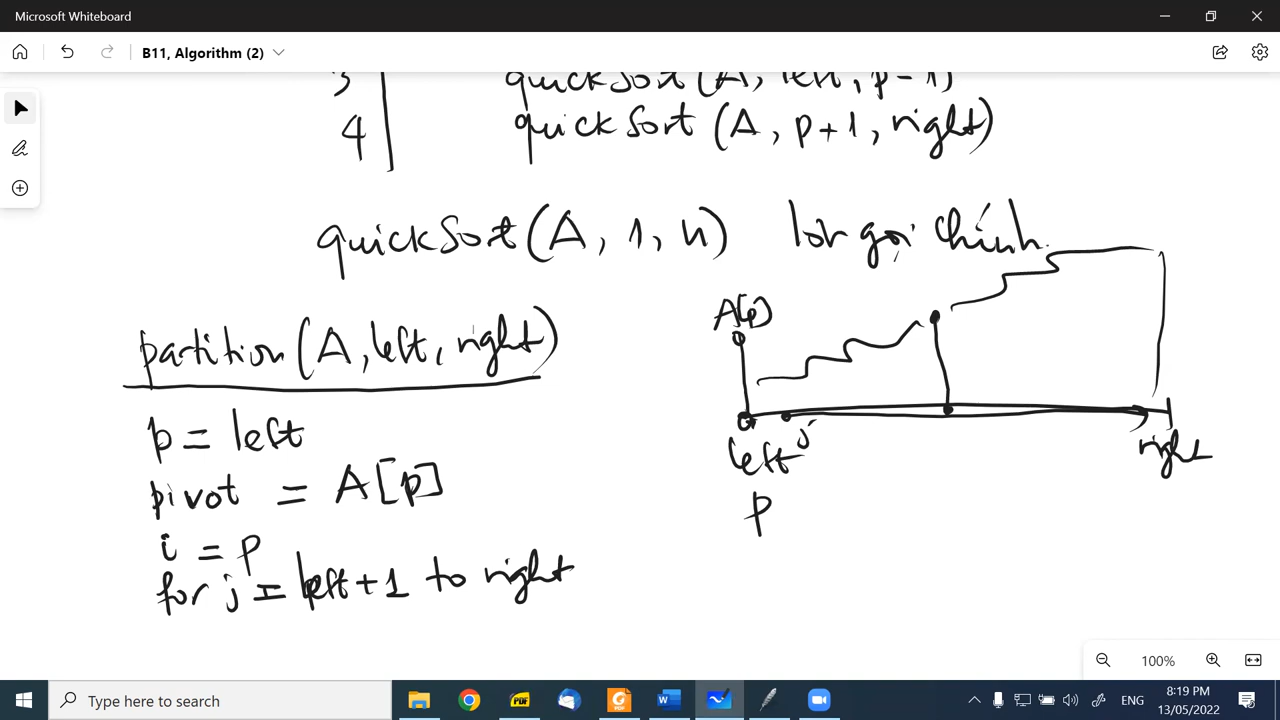 Microsoft Whiteboard
B11, Algorithm (2)
3 quickSort (A, left, p-1)
4 quickSort (A, p+1, right)
quickSort (A, 1, n) lời gọi chính.
partition (A, left, right)
p = left
pivot = A[p]
i = p
for j = left + 1 to right
A[p]
left j right
p
100%
Type here to search
PDF
PDF
ENG
8:19 PM
13/05/2022